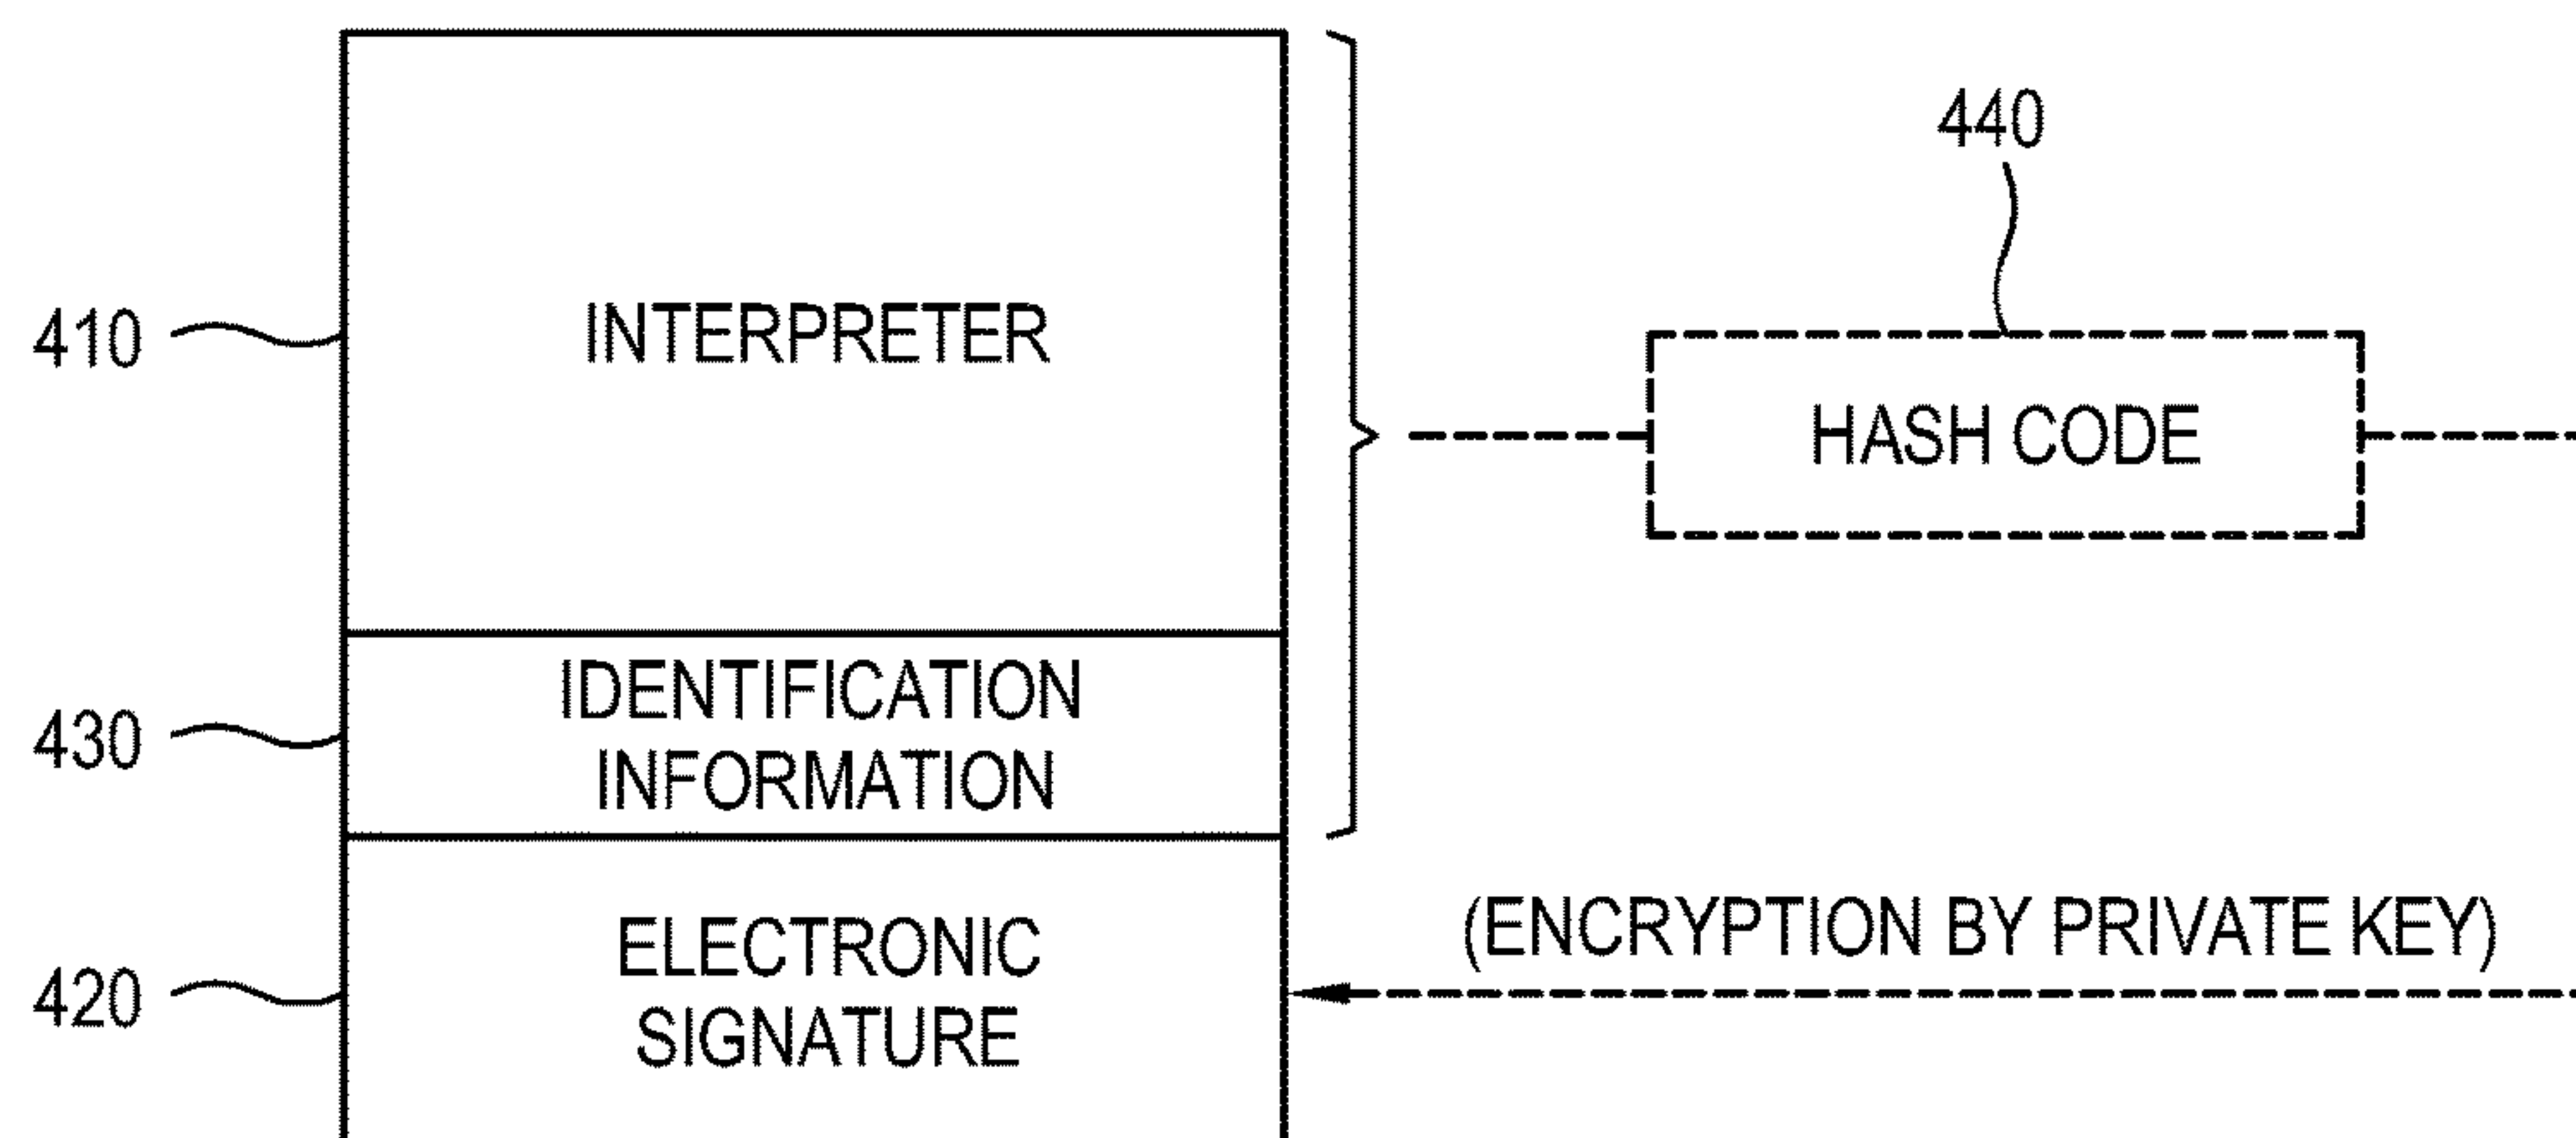 440
410
INTERPRETER
HASH CODE
430
IDENTIFICATION
INFORMATION
(ENCRYPTION BY PRIVATE KEY)
420
ELECTRONIC
SIGNATURE